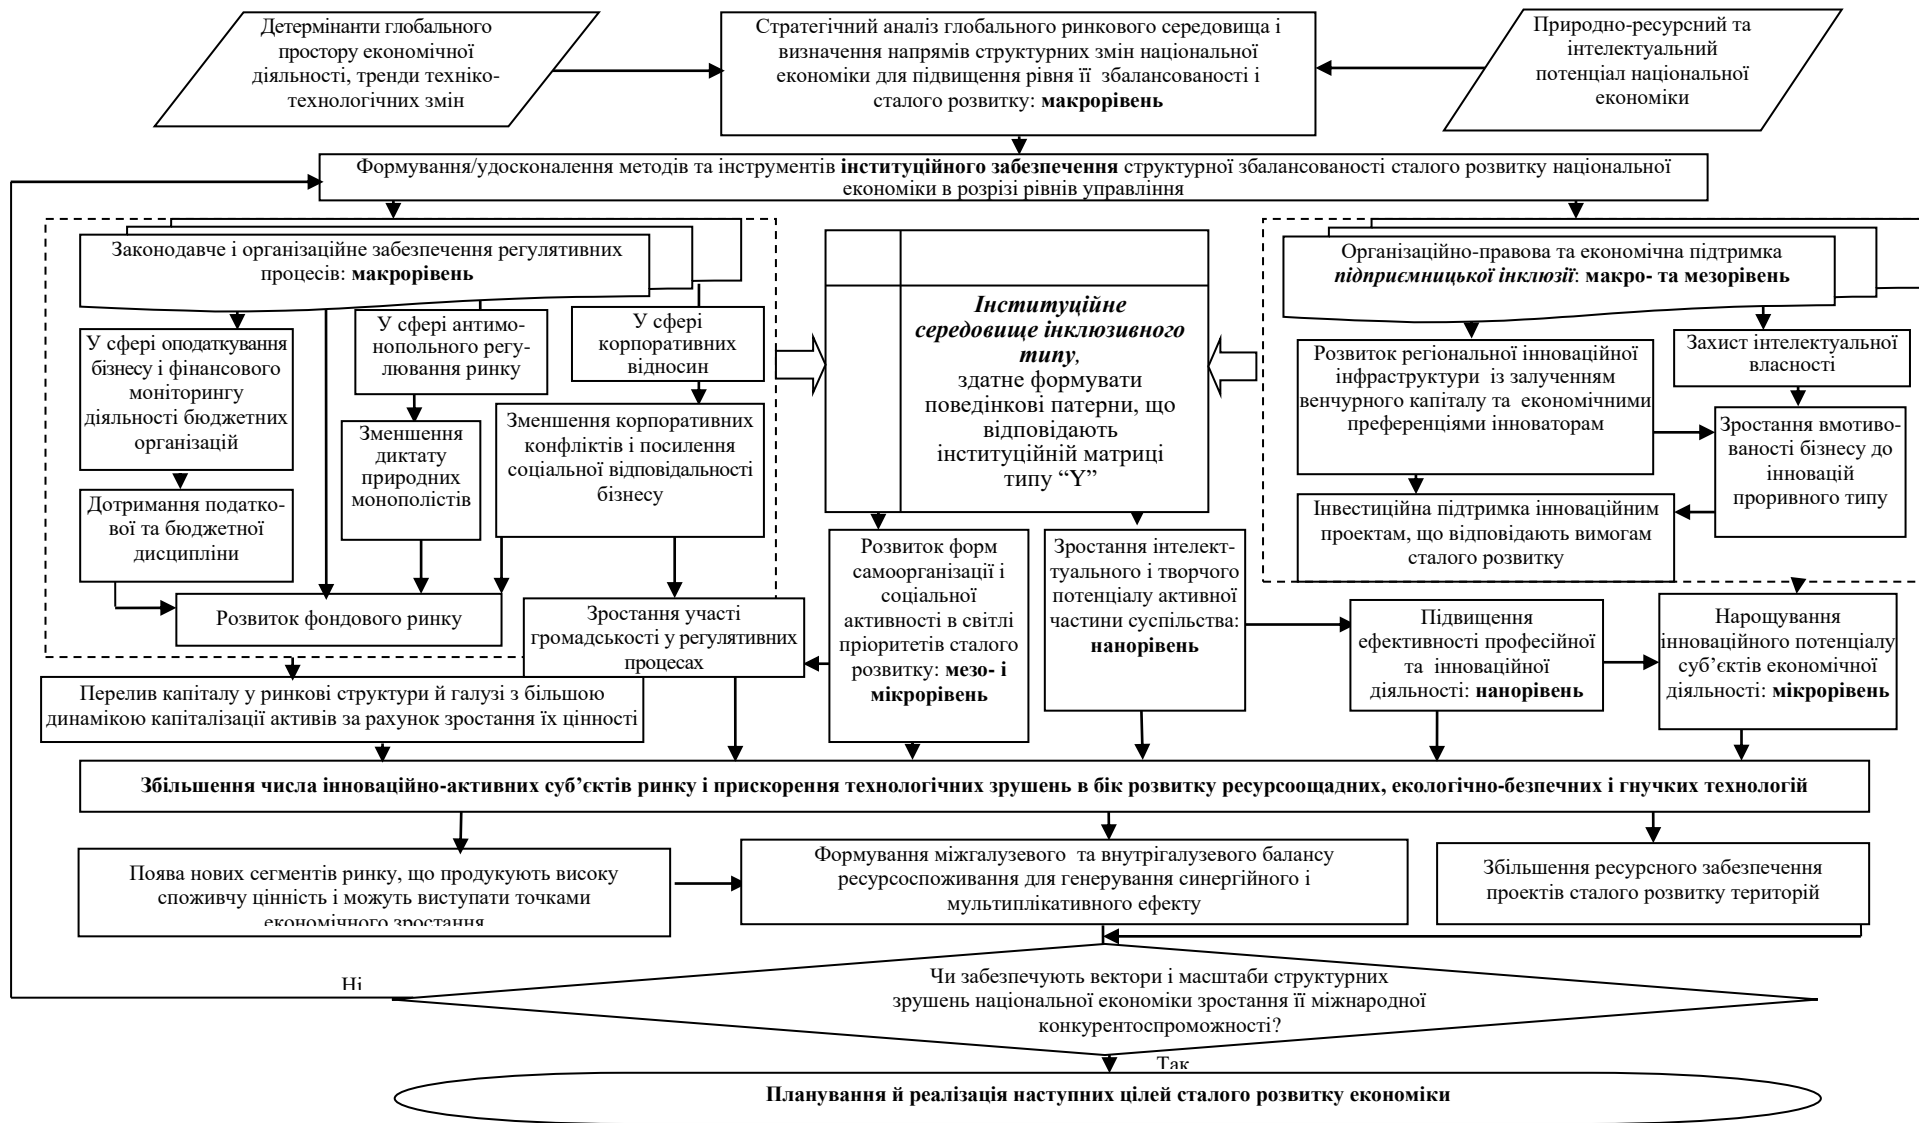 Детермінанти глобального
простору економічної
діяльності, тренди техніко-
технологічних змін
Стратегічний аналіз глобального ринкового середовища і
визначення напрямів структурних змін національної
економіки для підвищення рівня її збалансованості і
сталого розвитку: макрорівень
Природно-ресурсний та
інтелектуальний
потенціал національної
економіки
Формування/удосконалення методів та інструментів інституційного забезпечення структурної збалансованості сталого розвитку національної
економіки в розрізі рівнів управління
Законодавче і організаційне забезпечення регулятивних
процесів: макрорівень
У сфері оподаткування
бізнесу і фінансового
моніторингу
діяльності бюджетних
організацій
У сфері антимо-
нопольного регу-
лювання ринку
У сфері
корпоративних
відносин
Дотримання податко-
вої та бюджетної
дисципліни
Зменшення
диктату
природних
монополістів
Зменшення корпоративних
конфліктів і посилення
соціальної відповідальності
бізнесу
Розвиток фондового ринку
Зростання участі
громадськості у регулятивних
процесах
Інституційне
середовище інклюзивного
типу,
здатне формувати
поведінкові патерни, що
відповідають
інституційній матриці
типу “Y”
Організаційно-правова та економічна підтримка
підприємницької інклюзії: макро- та мезорівень
Розвиток регіональної інноваційної
інфраструктури із залученням
венчурного капіталу та економічними
преференціями інноваторам
Захист інтелектуальної
власності
Зростання вмотиво-
ваності бізнесу до
інновацій
проривного типу
Інвестиційна підтримка інноваційним
проектам, що відповідають вимогам
сталого розвитку
Розвиток форм
самоорганізації і
соціальної
активності в світлі
пріоритетів сталого
розвитку: мезо- і
мікрорівень
Зростання інтелект-
туального і творчого
потенціалу активної
частини суспільства:
нанорівень
Підвищення
ефективності професійної
та інноваційної
діяльності: нанорівень
Нарощування
інноваційного потенціалу
суб’єктів економічної
діяльності: мікрорівень
Перелив капіталу у ринкові структури й галузі з більшою
динамікою капіталізації активів за рахунок зростання їх цінності
Збільшення числа інноваційно-активних суб’єктів ринку і прискорення технологічних зрушень в бік розвитку ресурсоощадних, екологічно-безпечних і гнучких технологій
Поява нових сегментів ринку, що продукують високу
споживчу цінність і можуть виступати точками
економічного зростання
Формування міжгалузевого та внутрігалузевого балансу
ресурсоспоживання для генерування синергійного і
мультиплікативного ефекту
Збільшення ресурсного забезпечення
проектів сталого розвитку територій
Ні
Чи забезпечують вектори і масштаби структурних
зрушень національної економіки зростання її міжнародної
конкурентоспроможності?
Так
Планування й реалізація наступних цілей сталого розвитку економіки